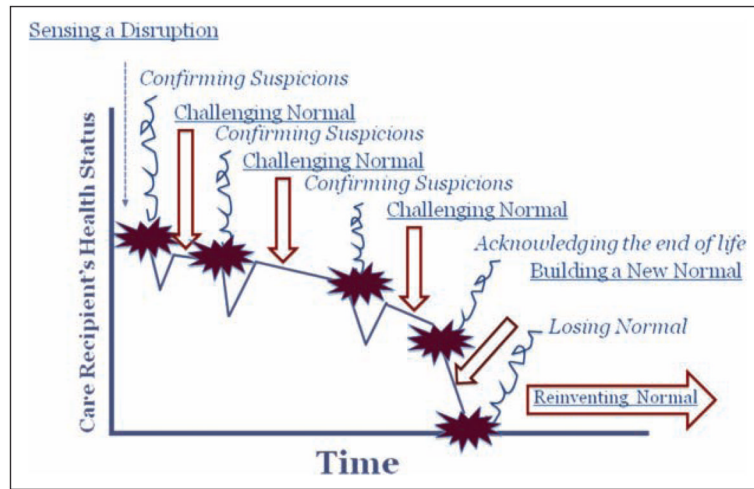 Sensing a Disruption
Confirming Suspicions
Challenging Normal
Confirming Suspicions
Challenging Normal
Confirming Suspicions
Challenging Normal
Acknowledging the end of life
Building a New Normal
Losing Normal
Reinventing Normal
Care Recipient's Health Status
Time